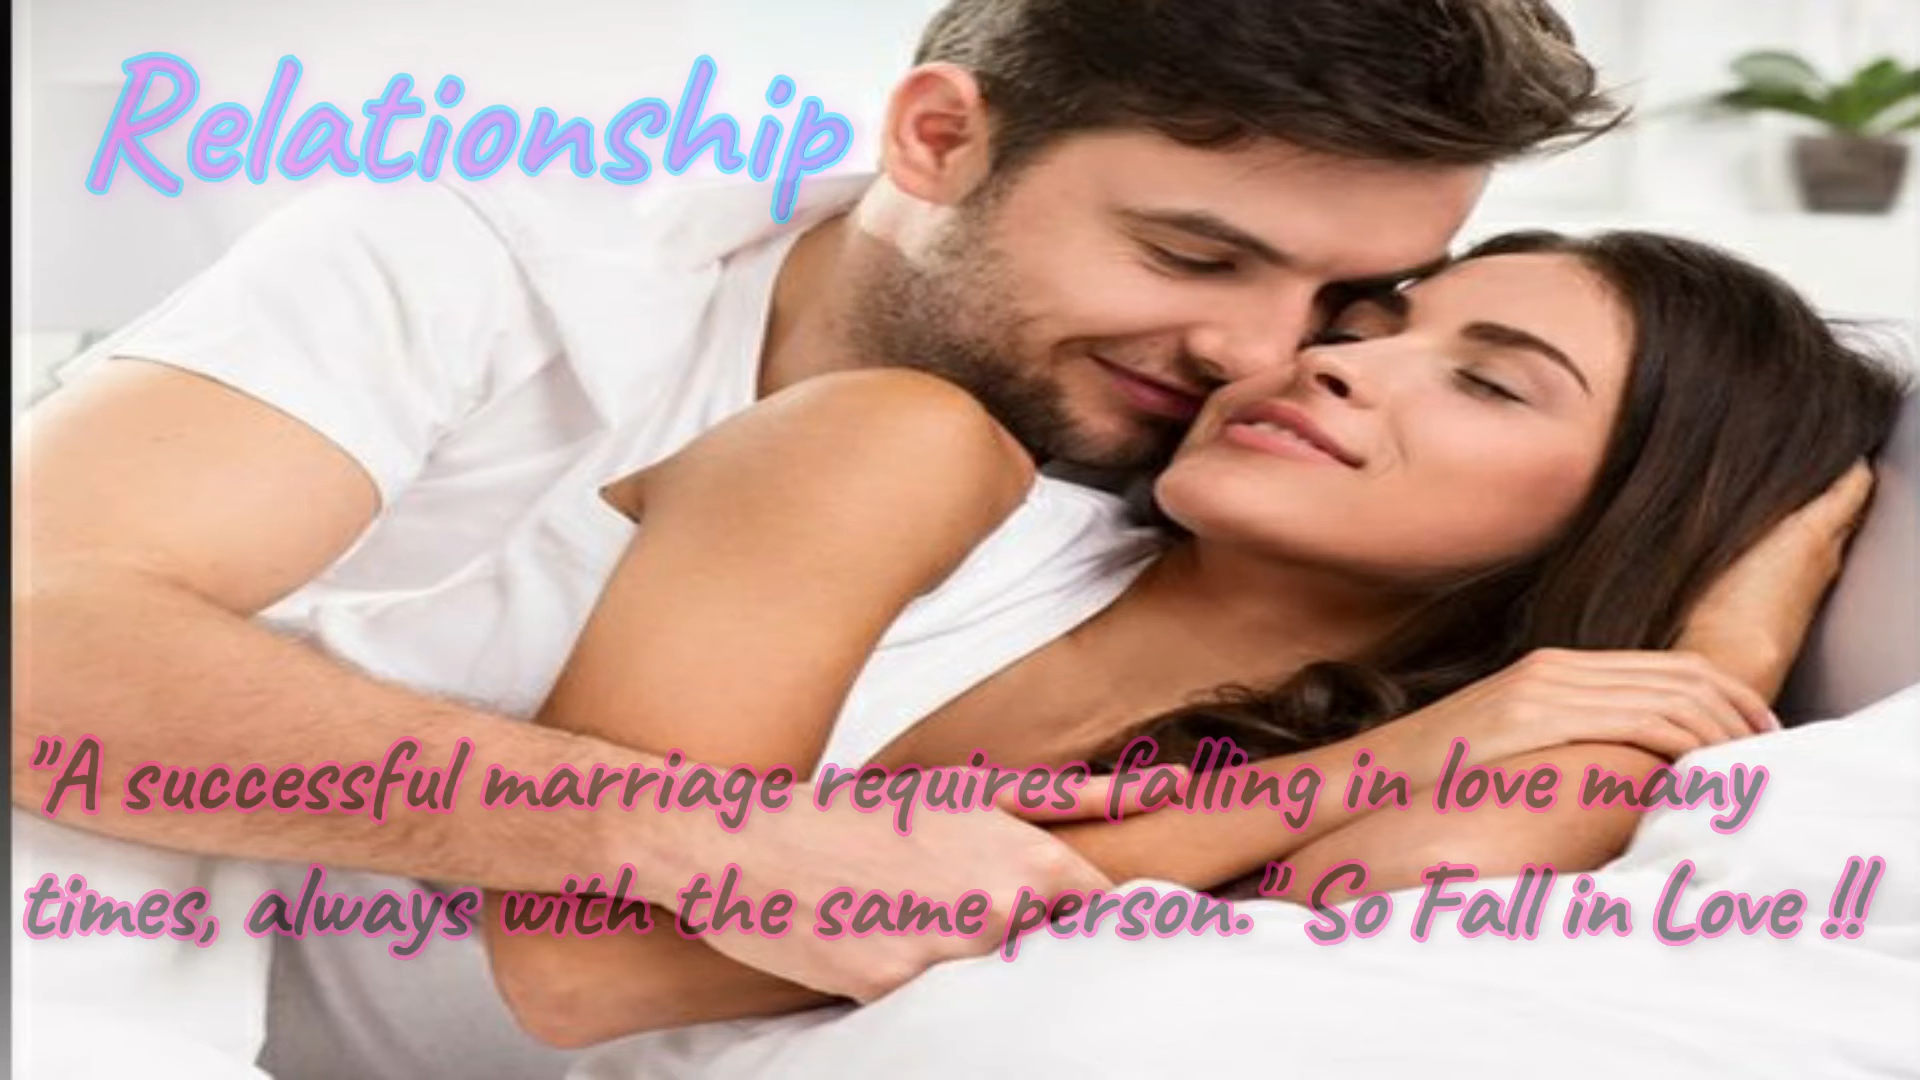 Relationship
"A successful marriage requires falling in love many
times, always with the same person." So Fall in Love !!